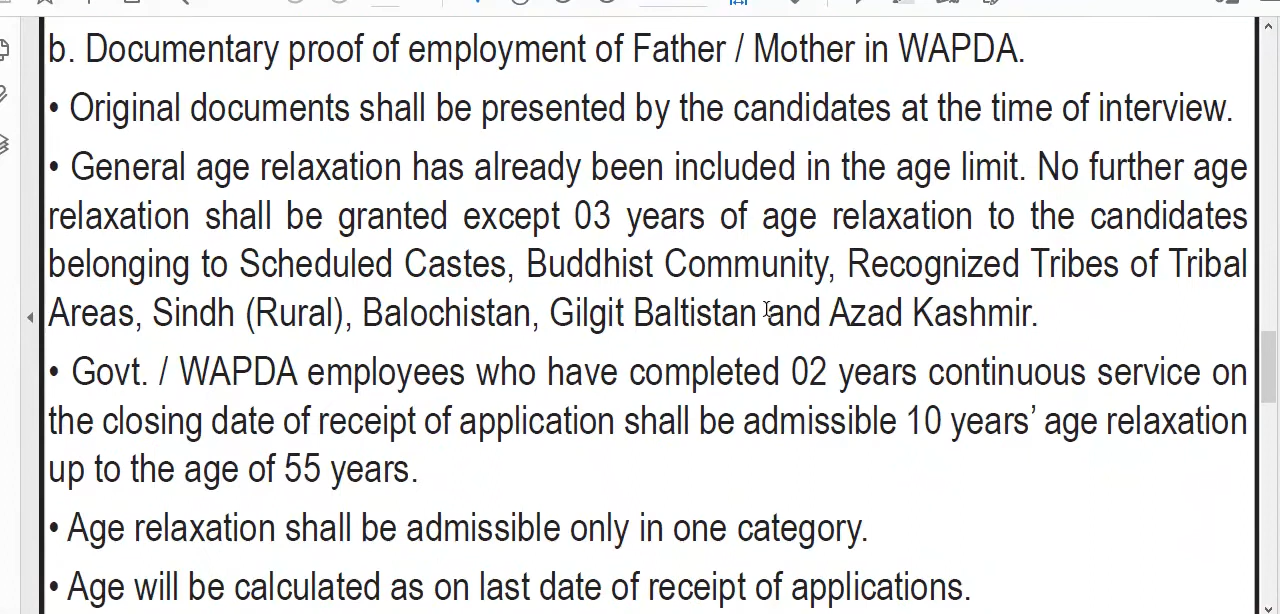 b. Documentary proof of employment of Father / Mother in WAPDA.
• Original documents shall be presented by the candidates at the time of interview.
• General age relaxation has already been included in the age limit. No further age
relaxation shall be granted except 03 years of age relaxation to the candidates
belonging to Scheduled Castes, Buddhist Community, Recognized Tribes of Tribal
Areas, Sindh (Rural), Balochistan, Gilgit Baltistan and Azad Kashmir.
• Govt. / WAPDA employees who have completed 02 years continuous service on
the closing date of receipt of application shall be admissible 10 years’ age relaxation
up to the age of 55 years.
• Age relaxation shall be admissible only in one category.
• Age will be calculated as on last date of receipt of applications.